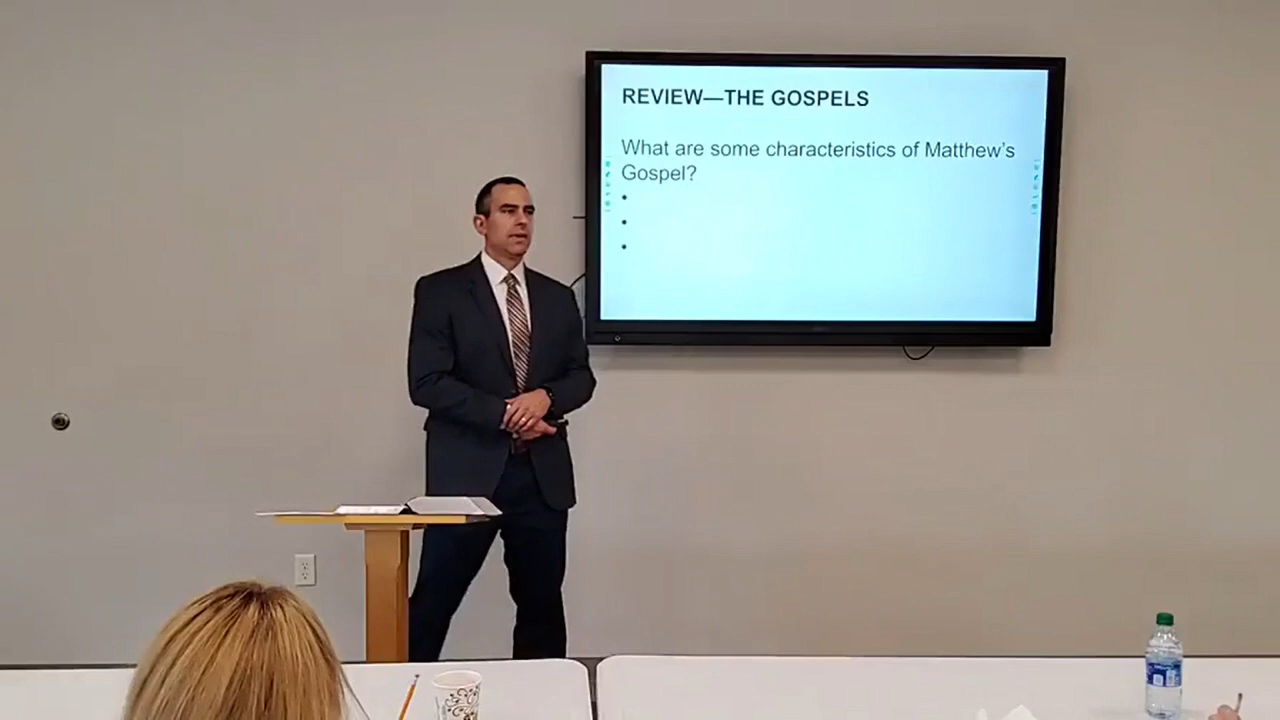 REVIEW—THE GOSPELS
What are some characteristics of Matthew's
Gospel?
•
•
•